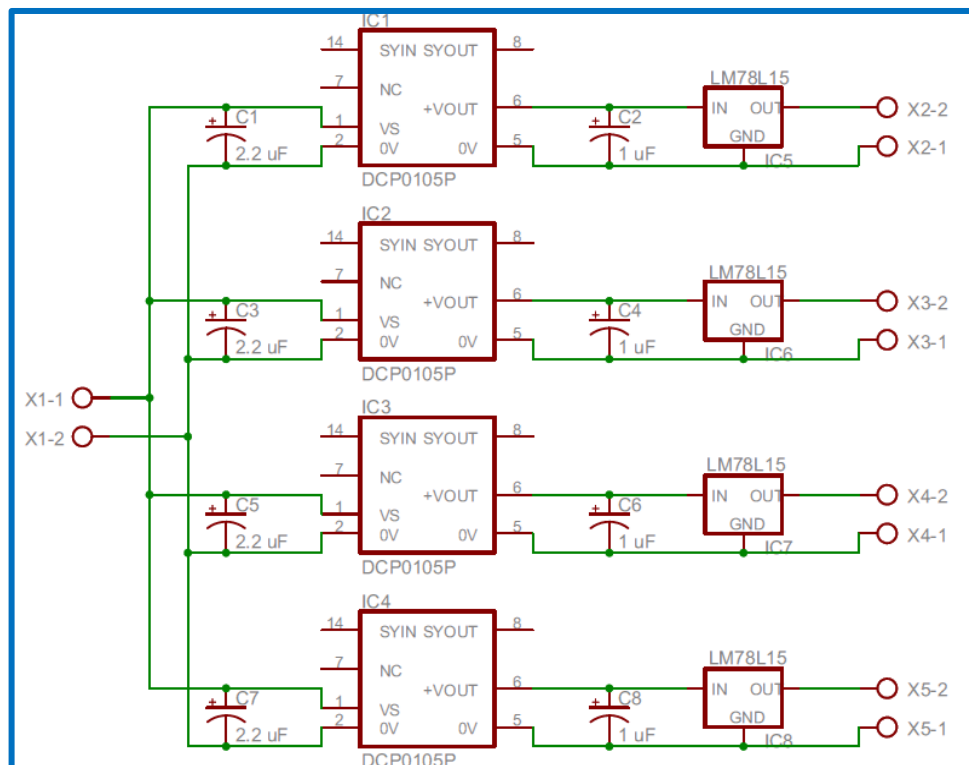 IC1
14 SYIN SYOUT 8
7 NC
LM78L15
C1 +VOUT 6 C2 IN OUT X2-2
1 VS GND
2.2 uF 2 0V 0V 5 1 uF IC5 X2-1
DCP0105P
IC2
14 SYIN SYOUT 8
7 NC
LM78L15
C3 +VOUT 6 C4 IN OUT X3-2
1 VS GND
2.2 uF 2 0V 0V 5 1 uF IC6 X3-1
DCP0105P
X1-1
X1-2
IC3
14 SYIN SYOUT 8
7 NC
LM78L15
C5 +VOUT 6 C6 IN OUT X4-2
1 VS GND
2.2 uF 2 0V 0V 5 1 uF IC7 X4-1
DCP0105P
IC4
14 SYIN SYOUT 8
7 NC
LM78L15
C7 +VOUT 6 C8 IN OUT X5-2
1 VS GND
2.2 uF 2 0V 0V 5 1 uF IC8 X5-1
DCP0105P